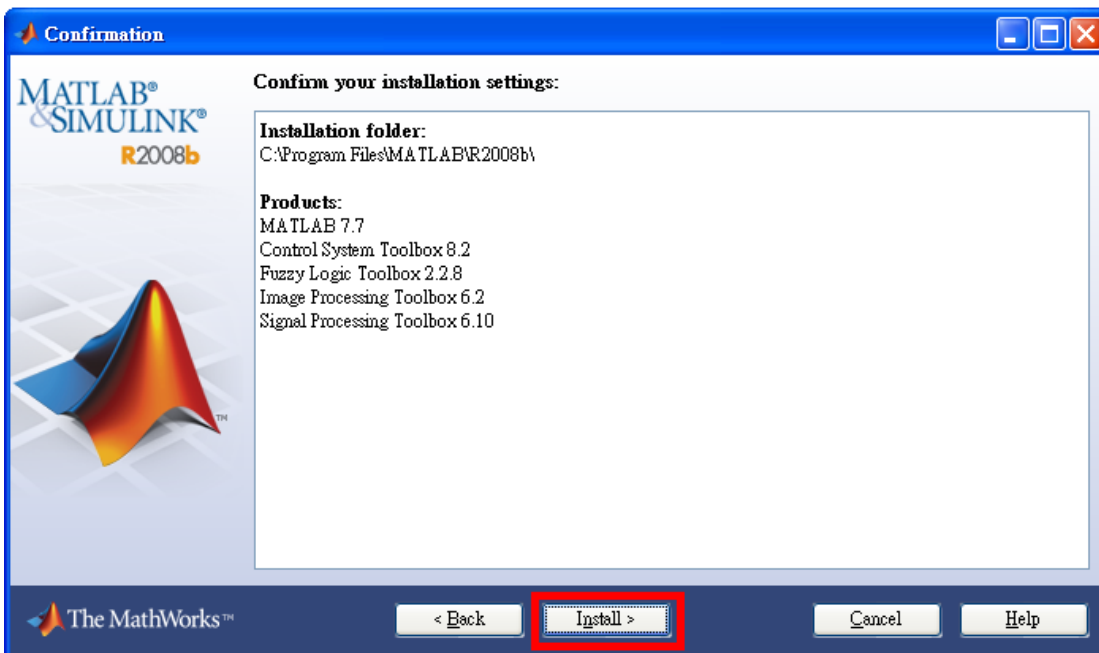 Confirmation
MATLAB®
&SIMULINK®
R2008b
Confirm your installation settings:
Installation folder:
C:\Program Files\MATLAB\R2008b\
Products:
MATLAB 7.7
Control System Toolbox 8.2
Fuzzy Logic Toolbox 2.2.8
Image Processing Toolbox 6.2
Signal Processing Toolbox 6.10
TM
The MathWorks™
< Back
Install >
Cancel
Help